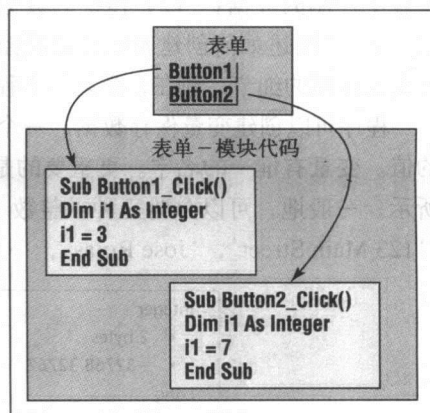 表单
Button1
Button2
表单－模块代码
Sub Button1_Click()
Dim i1 As Integer
i1 = 3
End Sub
Sub Button2_Click()
Dim i1 As Integer
i1 = 7
End Sub